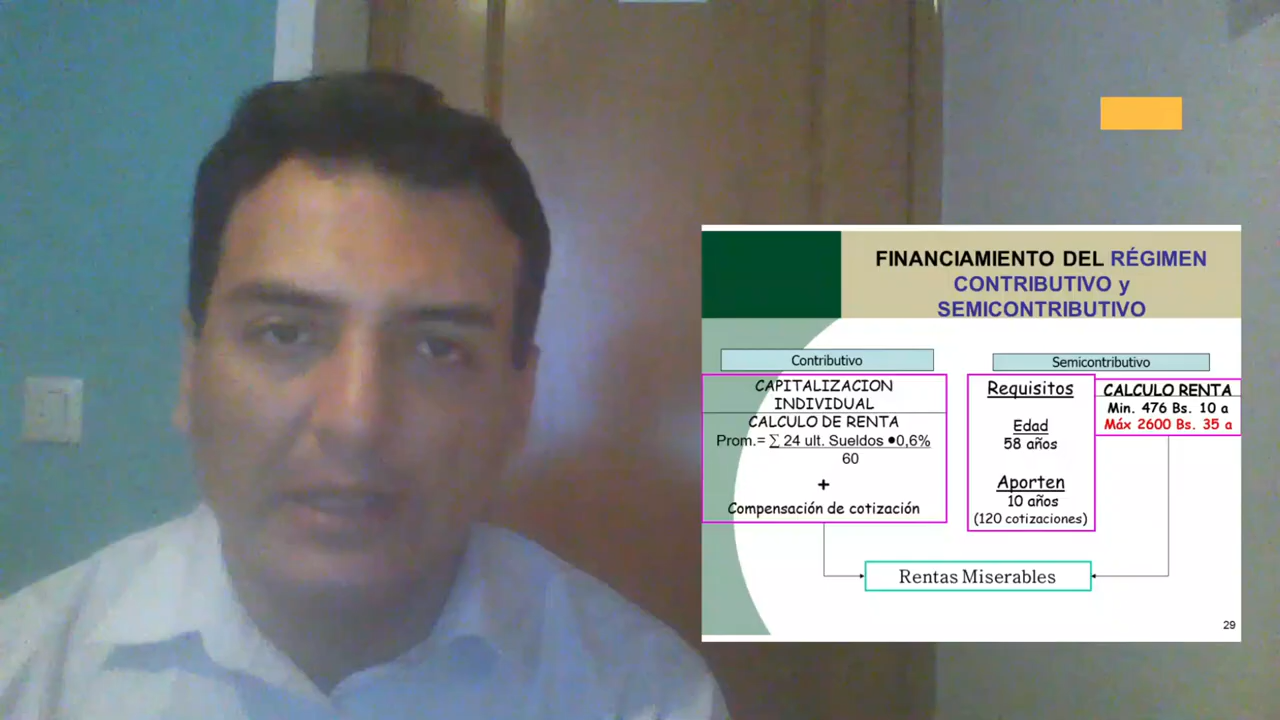 FINANCIAMIENTO DEL RÉGIMEN
CONTRIBUTIVO y
SEMICONTRIBUTIVO
Contributivo
CAPITALIZACION
INDIVIDUAL
CALCULO DE RENTA
Prom.= ∑ 24 ult. Sueldos •0,6%
60
+
Compensación de cotización
Semicontributivo
Requisitos
Edad
58 años
Aporten
10 años
(120 cotizaciones)
CALCULO RENTA
Min. 476 Bs. 10 a
Máx 2600 Bs. 35 a
Rentas Miserables
29